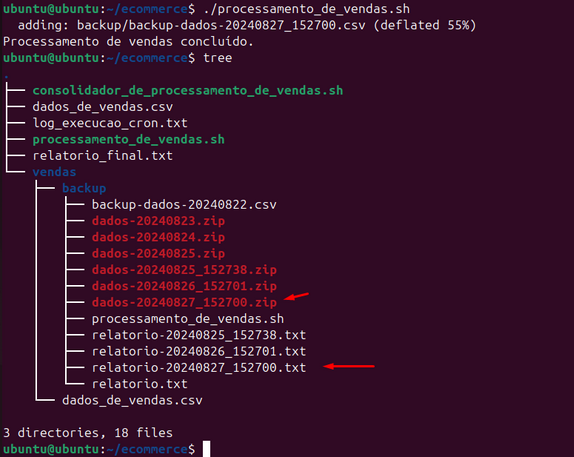 ubuntu@ubuntu:~/ecommerce$ ./processamento_de_vendas.sh
  adding: backup/backup-dados-20240827_152700.csv (deflated 55%)
Processamento de vendas concluído.
ubuntu@ubuntu:~/ecommerce$ tree
.
├── consolidador_de_processamento_de_vendas.sh
├── dados_de_vendas.csv
├── log_execucao_cron.txt
├── processamento_de_vendas.sh
├── relatorio_final.txt
└── vendas
    ├── backup
    │   ├── backup-dados-20240822.csv
    │   ├── dados-20240823.zip
    │   ├── dados-20240824.zip
    │   ├── dados-20240825.zip
    │   ├── dados-20240825_152738.zip
    │   ├── dados-20240826_152701.zip
    │   ├── dados-20240827_152700.zip
    │   ├── processamento_de_vendas.sh
    │   ├── relatorio-20240825_152738.txt
    │   ├── relatorio-20240826_152701.txt
    │   ├── relatorio-20240827_152700.txt
    │   └── relatorio.txt
    └── dados_de_vendas.csv

3 directories, 18 files
ubuntu@ubuntu:~/ecommerce$